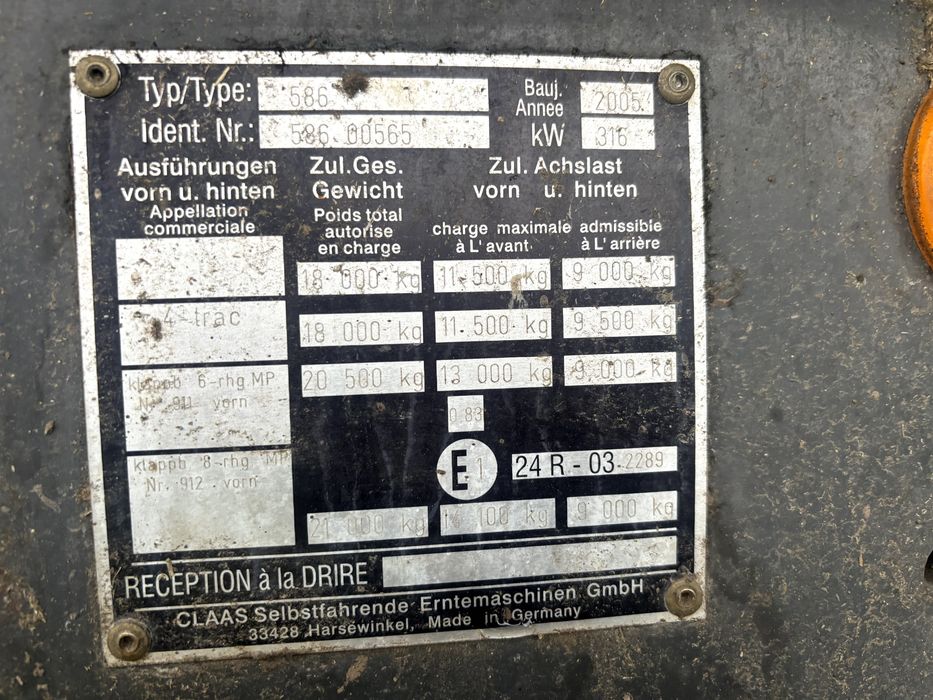 Typ/Type: 586 Bauj. Annee 2005
Ident. Nr.: 586 00565 kW 316
Ausführungen vorn u. hinten Zul.Ges. Gewicht Zul. Achslast vorn u. hinten
Appellation commerciale Poids total autorise en charge charge maximale admissible à L'avant à L'arrière
18 000 kg 11 500 kg 9 000 kg
4-trac 18 000 kg 11 500 kg 9 500 kg
klappb 6-rhg MP 20 500 kg 13 000 kg 9 000 kg
Nr. 911 vorn
0.83
E 1 24 R - 03 2289
klappb 8-rhg MP
Nr. 912 vorn
21 000 kg 14 100 kg 9 000 kg
RECEPTION à la DRIRE
CLAAS Selbstfahrende Erntemaschinen GmbH
33428 Harsewinkel, Made in Germany